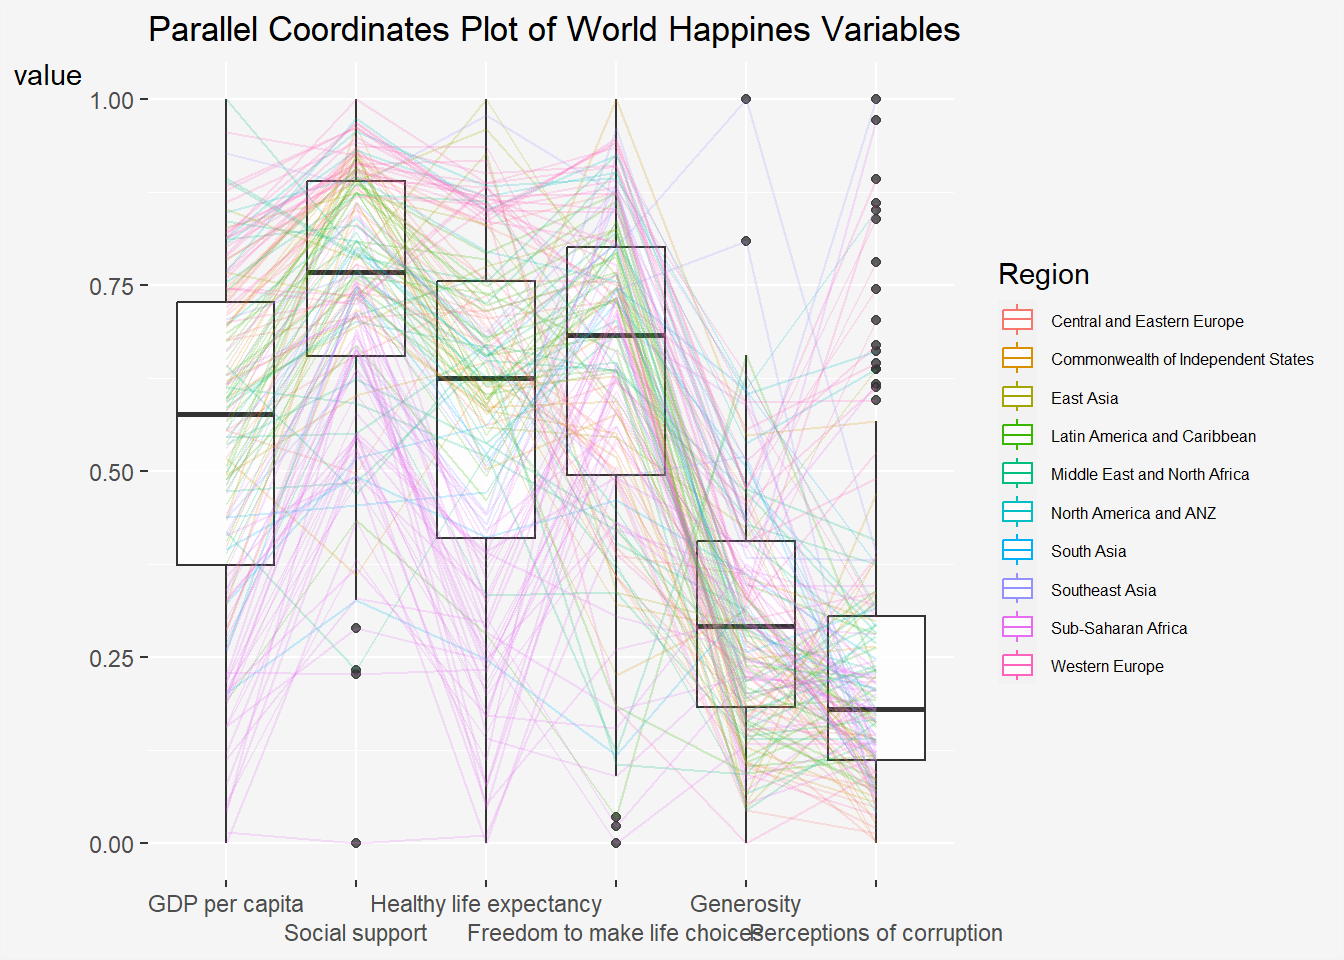 Parallel Coordinates Plot of World Happines Variables
value
1.00
0.75
0.50
0.25
0.00
GDP per capita
Social support
Healthy life expectancy
Freedom to make life choices
Generosity
Perceptions of corruption
Region
Central and Eastern Europe
Commonwealth of Independent States
East Asia
Latin America and Caribbean
Middle East and North Africa
North America and ANZ
South Asia
Southeast Asia
Sub-Saharan Africa
Western Europe